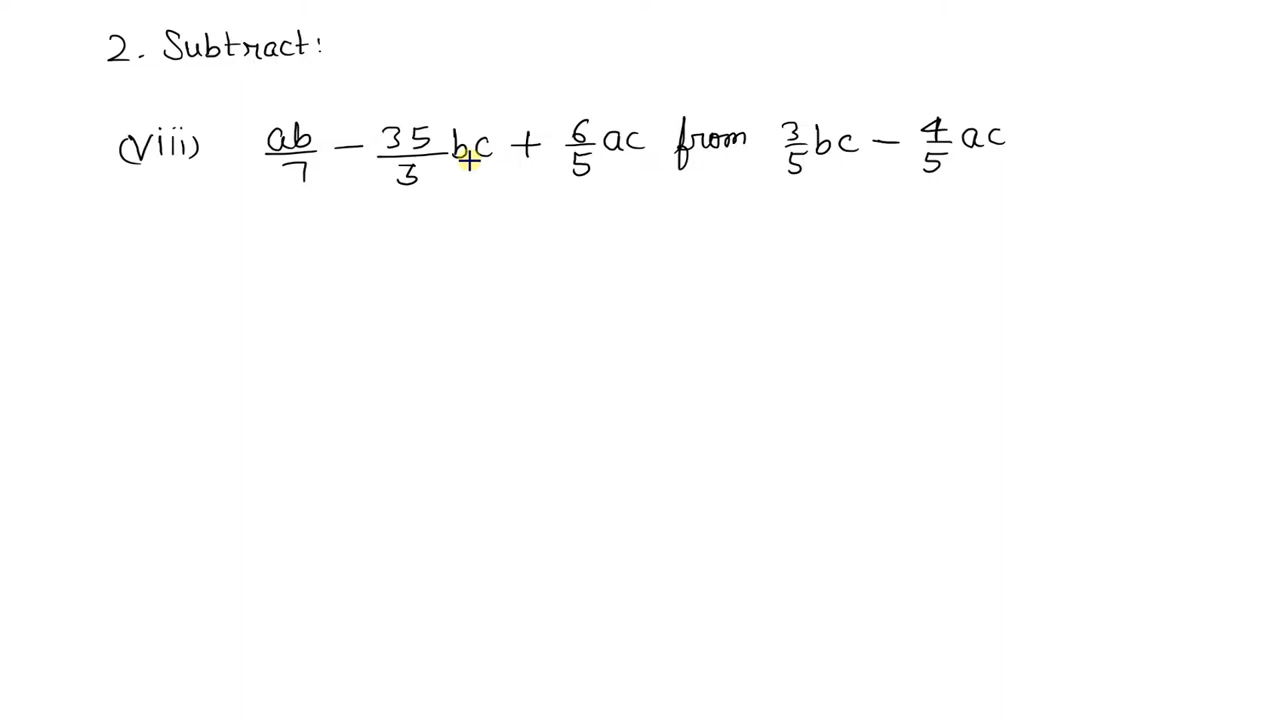 2. Subtract:
(viii) ab/7 - 35/3 bc + 6/5 ac from 3/5 bc - 4/5 ac